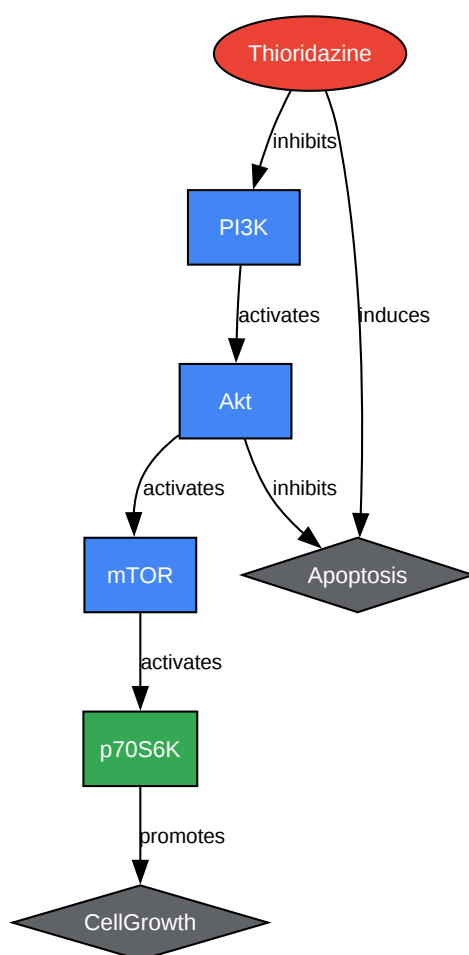 Thioridazine
inhibits
PI3K
activates
induces
Akt
activates
inhibits
mTOR
Apoptosis
activates
p70S6K
promotes
CellGrowth